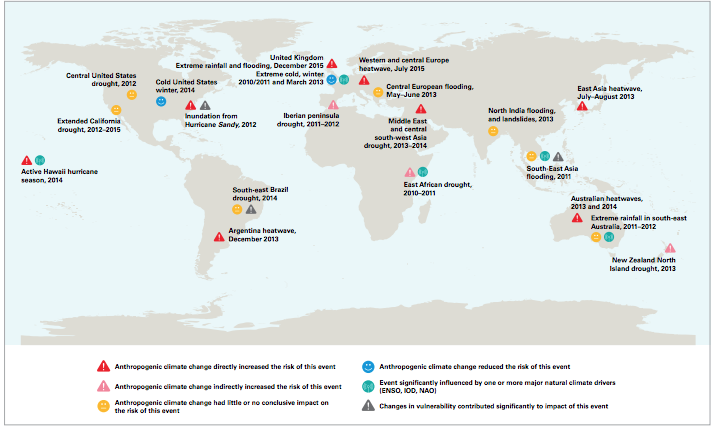 United Kingdom
Extreme rainfall and flooding, December 2015
Extreme cold, winter
2010/2011 and March 2013
Western and central Europe
heatwave, July 2015
Central United States
drought, 2012
Cold United States
winter, 2014
Central European flooding,
May–June 2013
East Asia heatwave,
July–August 2013
Extended California
drought, 2012–2015
Inundation from
Hurricane Sandy, 2012
Iberian peninsula
drought, 2011–2012
Middle East
and central
south-west Asia
drought, 2013–2014
North India flooding,
and landslides, 2013
Active Hawaii hurricane
season, 2014
South-East Asia
flooding, 2011
East African drought,
2010–2011
South-east Brazil
drought, 2014
Australian heatwaves,
2013 and 2014
Extreme rainfall in south-east
Australia, 2011–2012
Argentina heatwave,
December 2013
New Zealand North
Island drought, 2013
Anthropogenic climate change directly increased the risk of this event
Anthropogenic climate change indirectly increased the risk of this event
Anthropogenic climate change had little or no conclusive impact on
the risk of this event
Anthropogenic climate change reduced the risk of this event
Event significantly influenced by one or more major natural climate drivers
(ENSO, IOD, NAO)
Changes in vulnerability contributed significantly to impact of this event